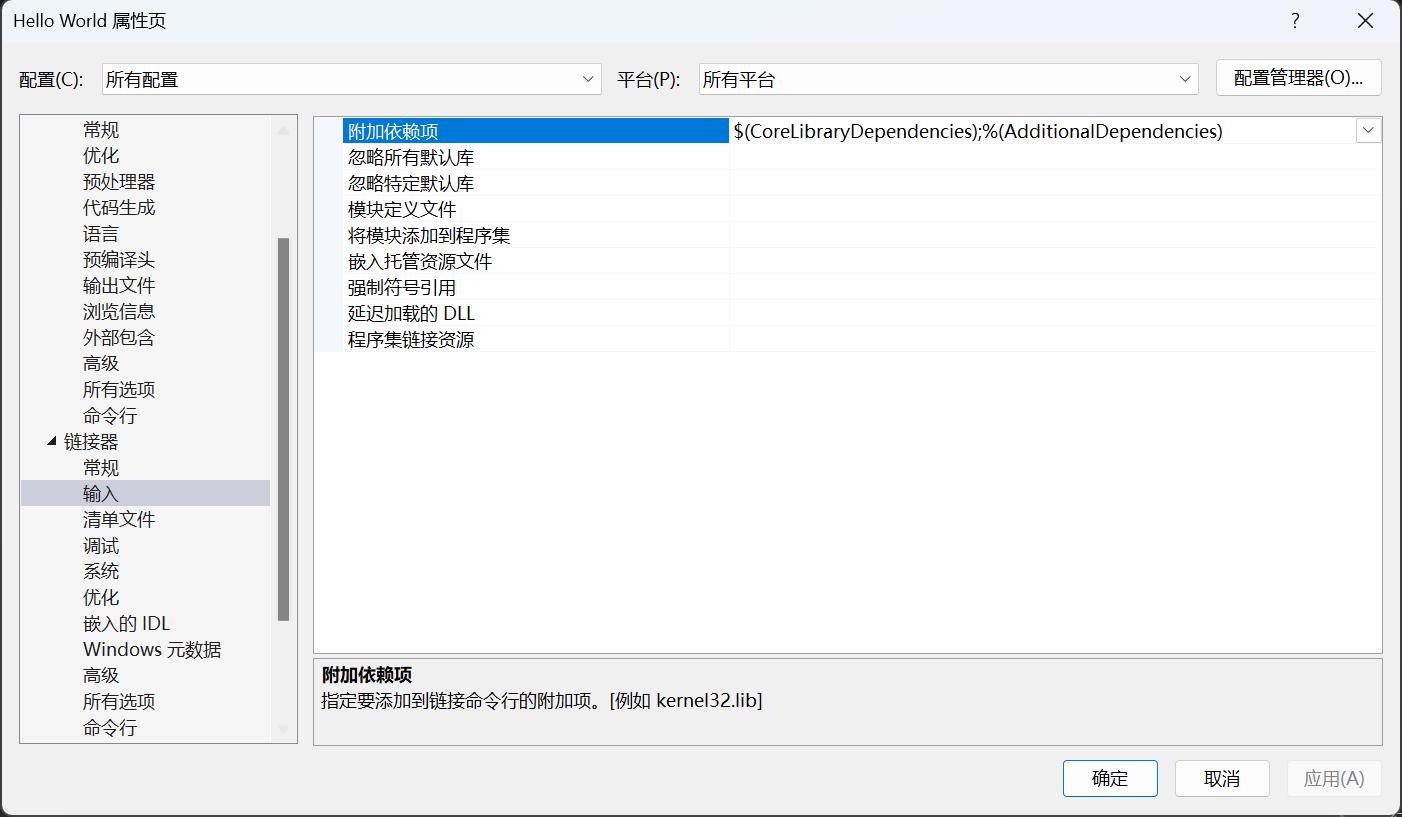 Hello World 属性页
?
配置(C): 所有配置 平台(P): 所有平台 配置管理器(O)...
常规
优化
预处理器
代码生成
语言
预编译头
输出文件
浏览信息
外部包含
高级
所有选项
命令行
链接器
常规
输入
清单文件
调试
系统
优化
嵌入的 IDL
Windows 元数据
高级
所有选项
命令行
附加依赖项 $(CoreLibraryDependencies);%(AdditionalDependencies)
忽略所有默认库
忽略特定默认库
模块定义文件
将模块添加到程序集
嵌入托管资源文件
强制符号引用
延迟加载的 DLL
程序集链接资源
附加依赖项
指定要添加到链接命令行的附加项。[例如 kernel32.lib]
确定 取消 应用(A)